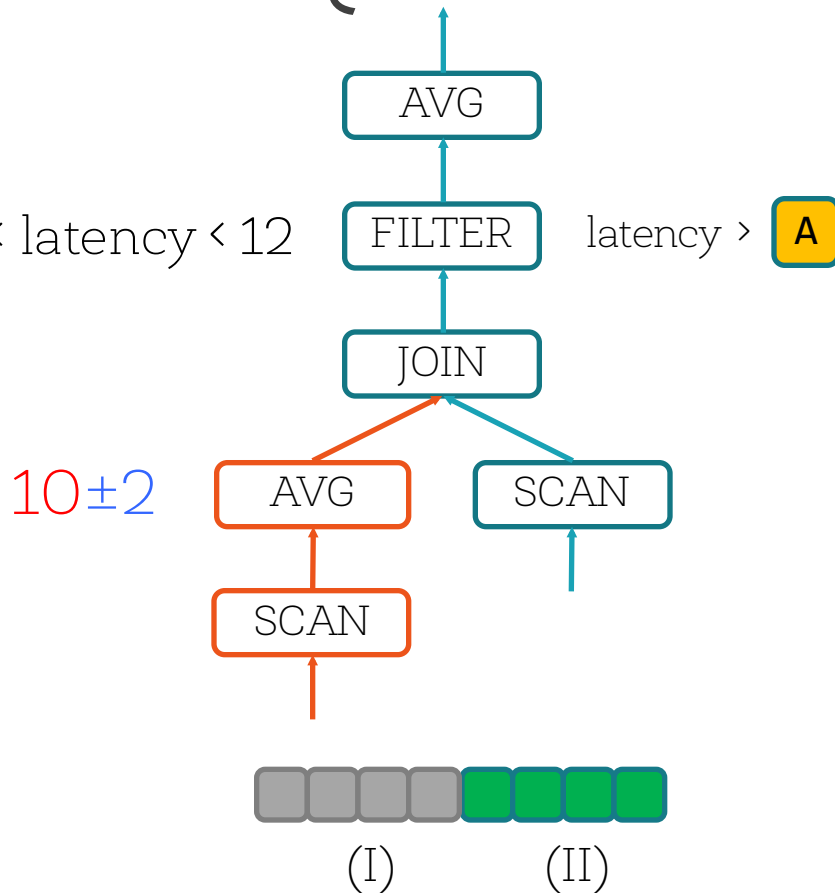 AVG
< latency < 12
FILTER
latency > A
JOIN
10±2
AVG
SCAN
SCAN
(I)
(II)